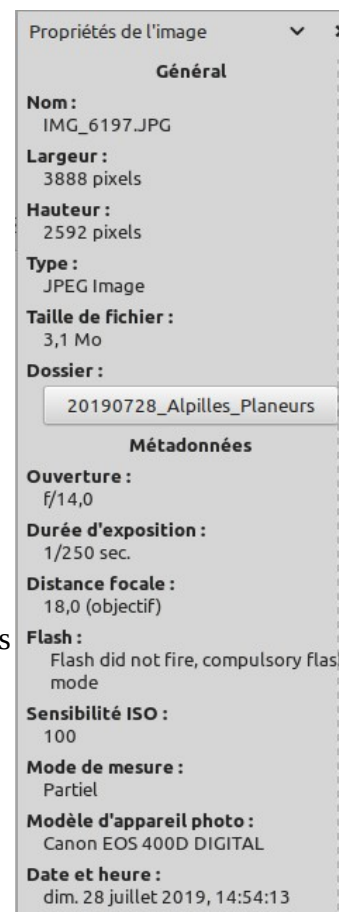 Propriétés de l'image
Général
Nom :
IMG_6197.JPG
Largeur :
3888 pixels
Hauteur :
2592 pixels
Type :
JPEG Image
Taille de fichier :
3,1 Mo
Dossier :
20190728_Alpilles_Planeurs
Métadonnées
Ouverture :
f/14,0
Durée d'exposition :
1/250 sec.
Distance focale :
18,0 (objectif)
s
Flash :
Flash did not fire, compulsory flas
mode
Sensibilité ISO :
100
Mode de mesure :
Partiel
Modèle d'appareil photo :
Canon EOS 400D DIGITAL
Date et heure :
dim. 28 juillet 2019, 14:54:13